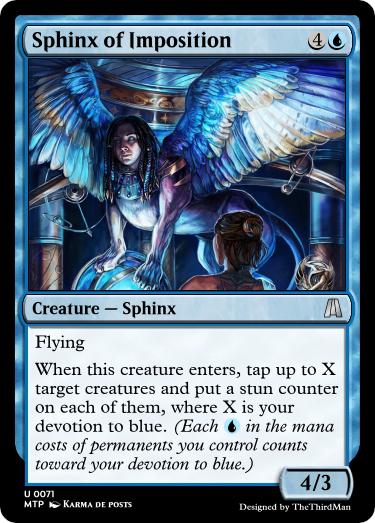 Sphinx of Imposition 4
Creature — Sphinx
Flying
When this creature enters, tap up to X
target creatures and put a stun counter
on each of them, where X is your
devotion to blue. (Each in the mana
costs of permanents you control counts
toward your devotion to blue.)
4/3
U 0071
MTP Karma de posts
Designed by TheThirdMan